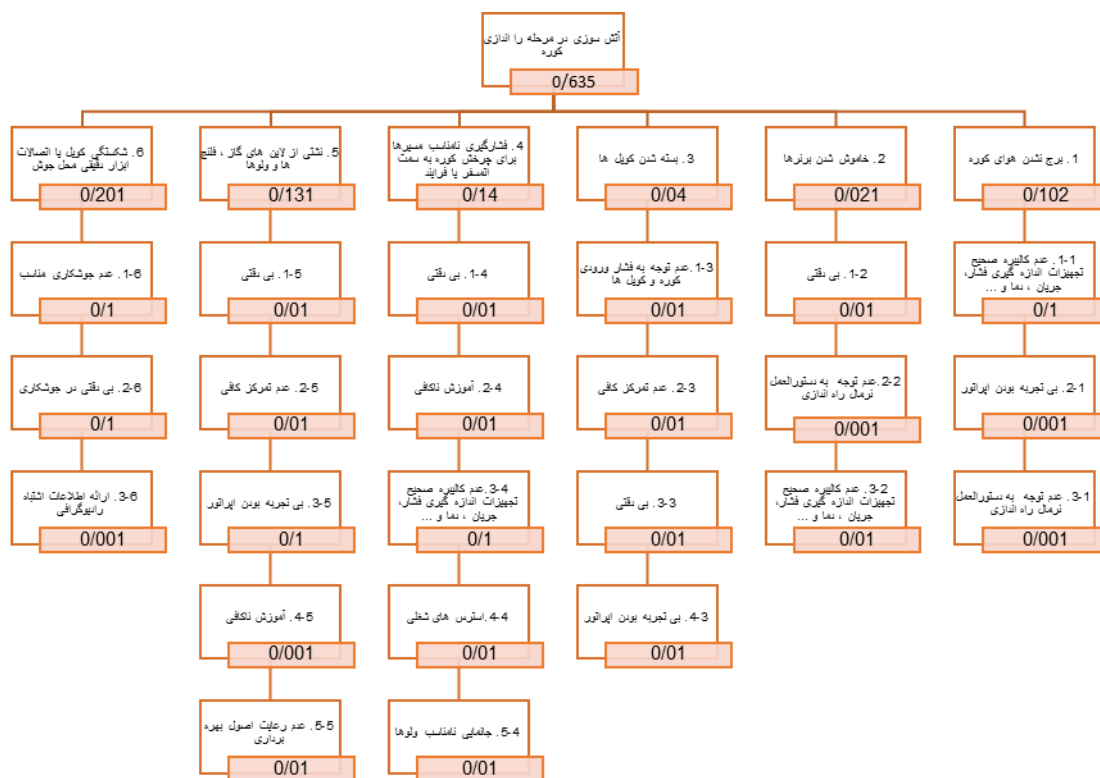 آتش سوزی در مرحله را اندازی
کوره
0/635
1. برج نشدن هوای کوره
0/102
1-1. عدم کالیبره صحیح
تجهیزات اندازه گیری فشار،
جریان ، دما و ...
0/1
2-1. بی تجربه بودن اپراتور
0/001
3-1. عدم توجه به دستورالعمل
نرمال راه اندازی
0/001
2. خاموش شدن برنرها
0/021
1-2. بی دقتی
0/01
2-2.عدم توجه به دستورالعمل
نرمال راه اندازی
0/001
3-2. عدم کالیبره صحیح
تجهیزات اندازه گیری فشار،
جریان ، دما و ...
0/01
3. بسته شدن کویل ها
0/04
1-3.عدم توجه به فشار ورودی
کوره و کویل ها
0/01
2-3. عدم تمرکز کافی
0/01
3-3. بی دقتی
0/01
4-3. بی تجربه بودن اپراتور
0/01
4. فشارگیری نامناسب مسیرها
برای چرخش کوره به سمت
اتمسفر یا فرایند
0/14
1-4. بی دقتی
0/01
2-4. آموزش ناکافی
0/01
3-4.عدم کالیبره صحیح
تجهیزات اندازه گیری فشار،
جریان ، دما و ...
0/1
4-4.استرس های شغلی
0/01
5-4. جانمایی نامناسب ولوها
0/01
5. نشتی از لاین های گاز ، فلنج
ها و ولوها
0/131
1-5. بی دقتی
0/01
2-5. عدم تمرکز کافی
0/01
3-5. بی تجربه بودن اپراتور
0/1
4-5. آموزش ناکافی
0/001
5-5. عدم رعایت اصول بهره
برداری
0/01
6. شکستگی کویل یا اتصالات
ابزار دقیقی محل جوش
0/201
1-6. عدم جوشکاری مناسب
0/1
2-6. بی دقتی در جوشکاری
0/1
3-6. ارائه اطلاعات اشتباه
رادیوگرافی
0/001